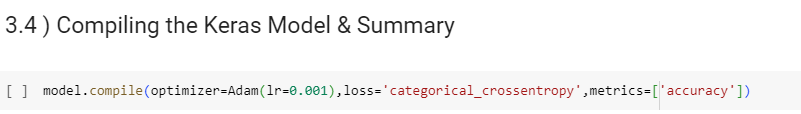 3.4 ) Compiling the Keras Model & Summary
[ ] model.compile(optimizer=Adam(lr=0.001),loss='categorical_crossentropy',metrics=['accuracy'])